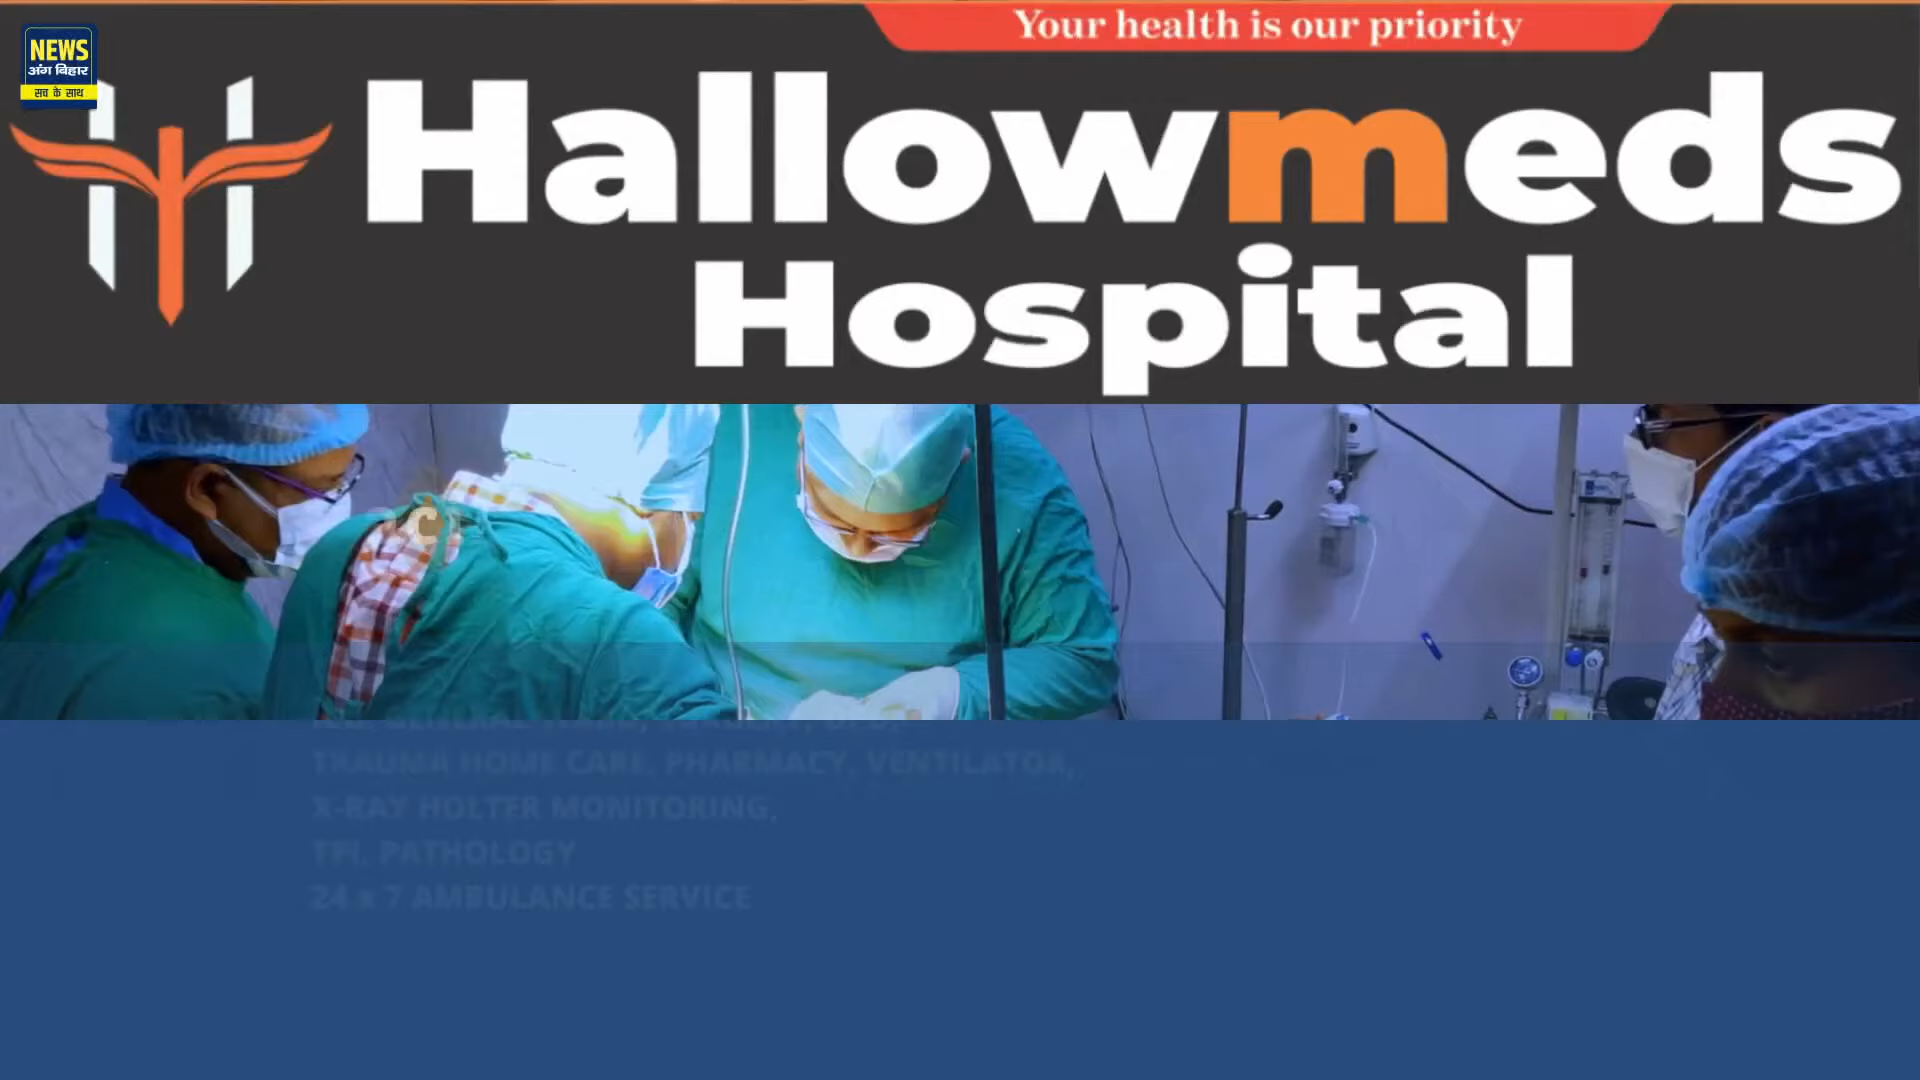 Your health is our priority
NEWS
अंग बिहार
सच के साथ
Hallowmeds
Hospital
TRAUMA HOME CARE, PHARMACY, VENTILATOR,
X-RAY HOLTER MONITORING,
TPI, PATHOLOGY
24 x 7 AMBULANCE SERVICE